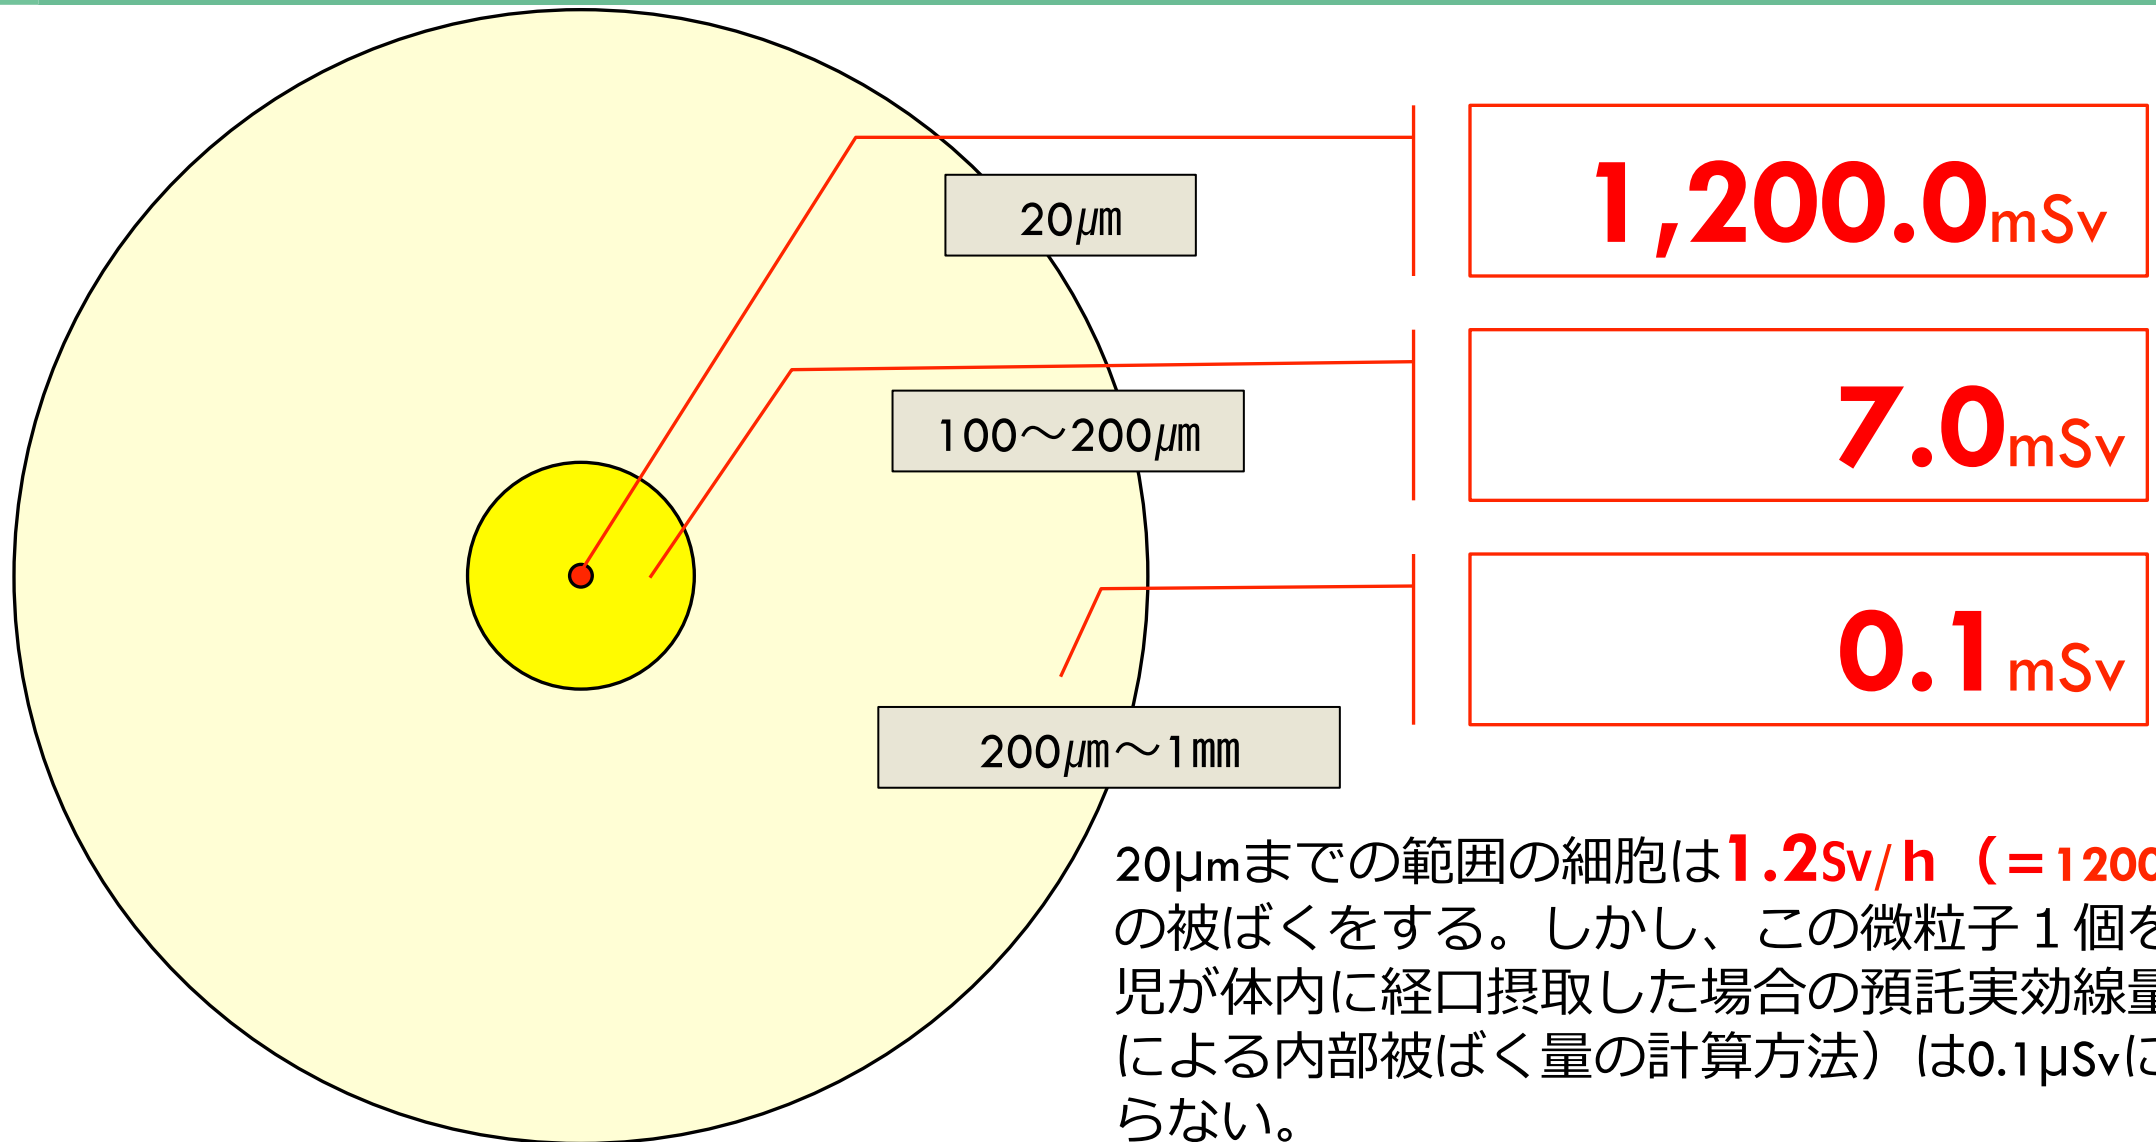 20μm
1,200.0mSv
100～200μm
7.0mSv
200μm～1mm
0.1mSv
20μmまでの範囲の細胞は1.2Sv/h（=1200
の被ばくをする。しかし、この微粒子１個を
児が体内に経口摂取した場合の預託実効線量
による内部被ばく量の計算方法）は0.1μSvに
らない。